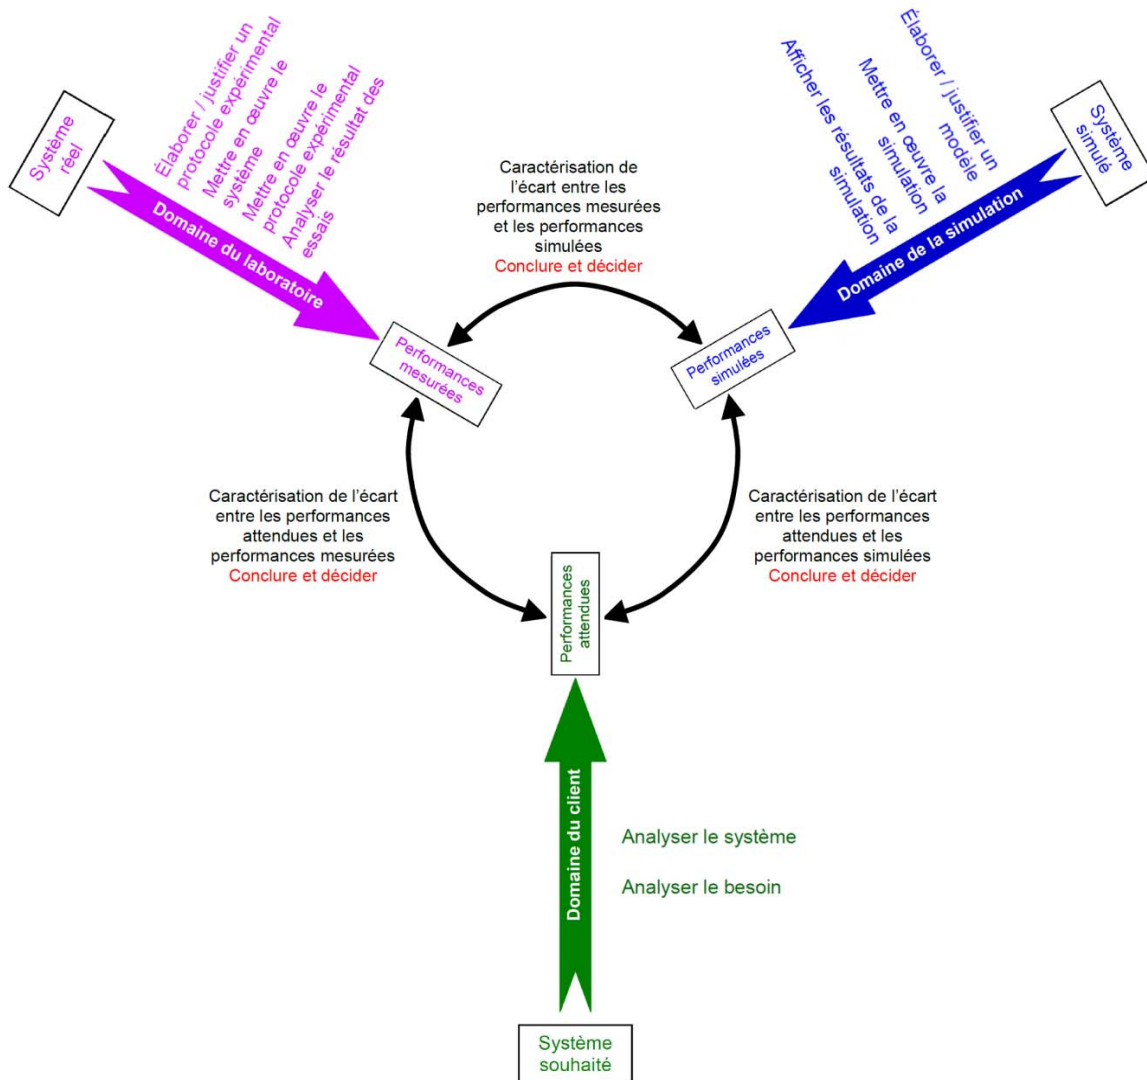 Système
réel
Élaborer / justifier un
protocole expérimental
Mettre en œuvre le
système
Mettre en œuvre le
protocole expérimental
Analyser le résultat des
essais
Domaine du laboratoire
Performances
mesurées
Caractérisation de
l'écart entre les
performances mesurées
et les performances
simulées
Conclure et décider
Système
simulé
Élaborer / justifier un
modèle
Mettre en œuvre la
simulation
Afficher les résultats de la
simulation
Domaine de la simulation
Performances
simulées
Caractérisation de l'écart
entre les performances
attendues et les
performances mesurées
Conclure et décider
Caractérisation de l'écart
entre les performances
attendues et les
performances simulées
Conclure et décider
Performances
attendues
Domaine du client
Analyser le système
Analyser le besoin
Système
souhaité